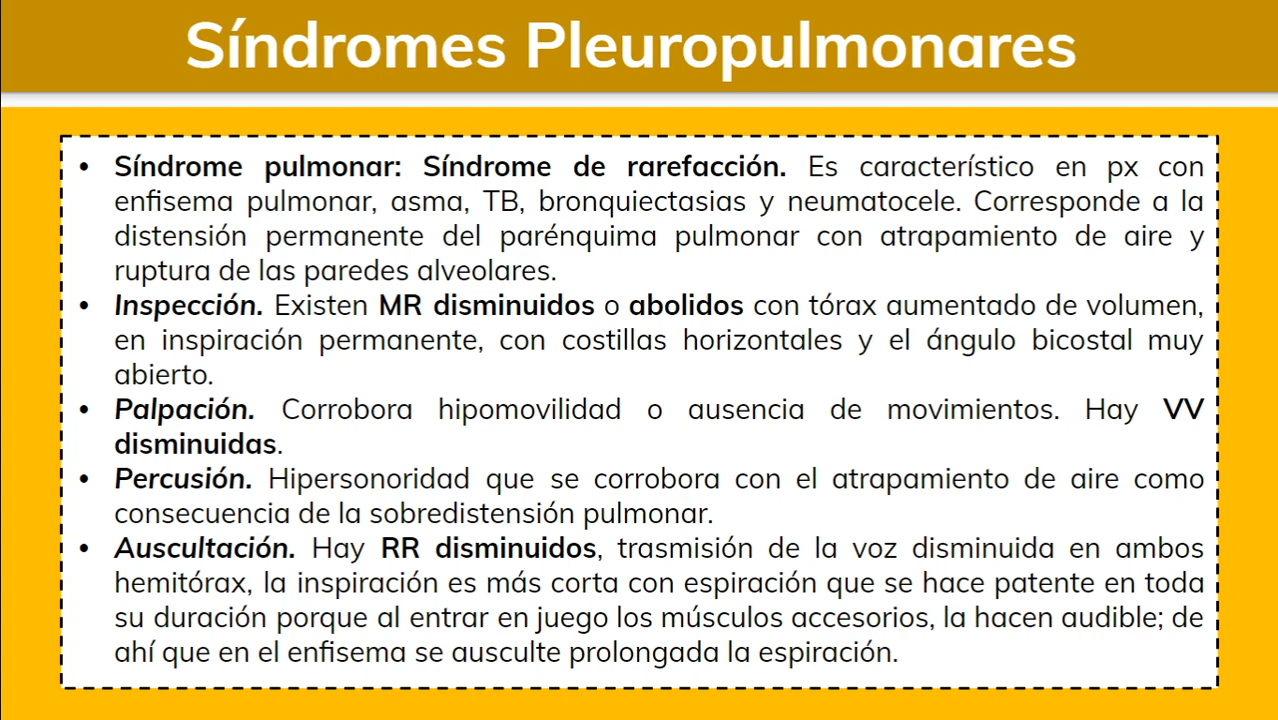 Síndromes Pleuropulmonares
• Síndrome pulmonar: Síndrome de rarefacción. Es característico en px con
enfisema pulmonar, asma, TB, bronquiectasias y neumatocele. Corresponde a la
distensión permanente del parénquima pulmonar con atrapamiento de aire y
ruptura de las paredes alveolares.
• Inspección. Existen MR disminuidos o abolidos con tórax aumentado de volumen,
en inspiración permanente, con costillas horizontales y el ángulo bicostal muy
abierto.
• Palpación. Corrobora hipomovilidad o ausencia de movimientos. Hay VV
disminuidas.
• Percusión. Hipersonoridad que se corrobora con el atrapamiento de aire como
consecuencia de la sobredistensión pulmonar.
• Auscultación. Hay RR disminuidos, trasmisión de la voz disminuida en ambos
hemitórax, la inspiración es más corta con espiración que se hace patente en toda
su duración porque al entrar en juego los músculos accesorios, la hacen audible; de
ahí que en el enfisema se ausculte prolongada la espiración.